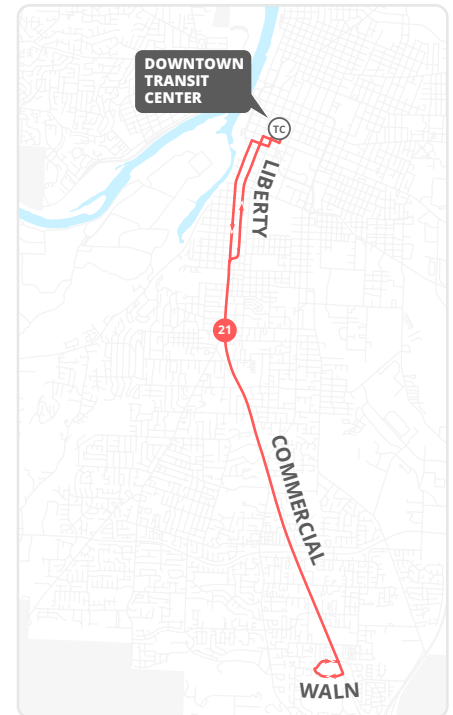 DOWNTOWN
TRANSIT
CENTER
TC
LIBERTY
21
COMMERCIAL
WALN